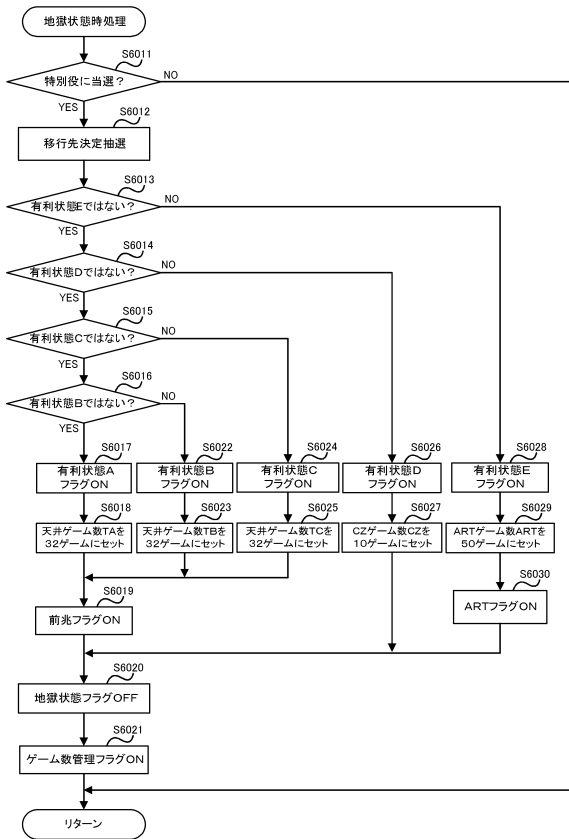 地獄状態時処理
S6011
特別役に当選？
NO
YES
S6012
移行先決定抽選
S6013
有利状態Eではない？
NO
YES
S6014
有利状態Dではない？
NO
YES
S6015
有利状態Cではない？
NO
YES
S6016
有利状態Bではない？
NO
YES
S6017
有利状態A
フラグON
S6022
有利状態B
フラグON
S6024
有利状態C
フラグON
S6026
有利状態D
フラグON
S6028
有利状態E
フラグON
S6018
天井ゲーム数TAを
32ゲームにセット
S6023
天井ゲーム数TBを
32ゲームにセット
S6025
天井ゲーム数TCを
32ゲームにセット
S6027
CZゲーム数CZを
10ゲームにセット
S6029
ARTゲーム数ARTを
50ゲームにセット
S6019
前兆フラグON
S6030
ARTフラグON
S6020
地獄状態フラグOFF
S6021
ゲーム数管理フラグON
リターン